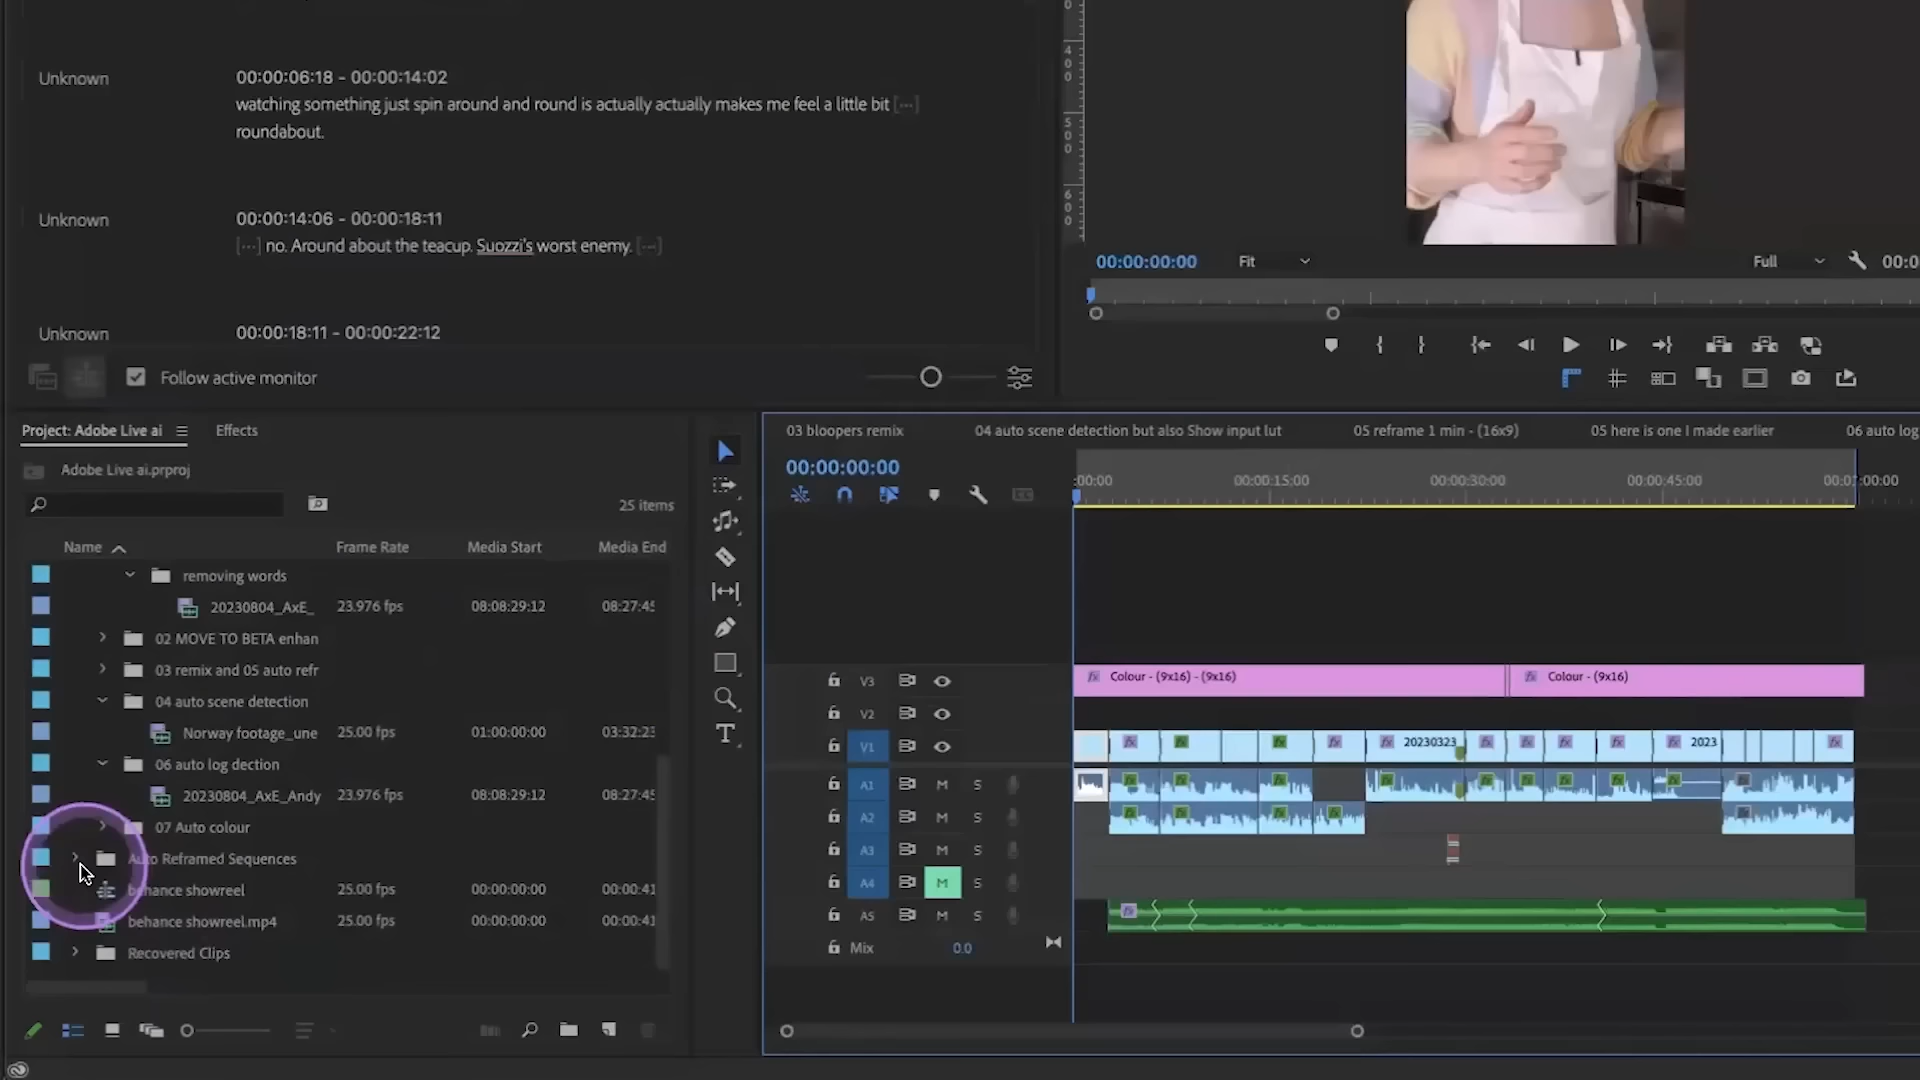 Unknown
00:00:06:18 - 00:00:14:02
watching something just spin around and round is actually actually makes me feel a little bit [...]
roundabout.
Unknown
00:00:14:06 - 00:00:18:11
[...] no. Around about the teacup. Suozzi's worst enemy. [...]
Unknown
00:00:18:11 - 00:00:22:12
Follow active monitor
00:00:00:00
Fit
Full
00:0
Project: Adobe Live ai
Effects
Adobe Live ai.prproj
25 items
Name
Frame Rate
Media Start
Media End
removing words
20230804_AxE_
23.976 fps
08:08:29:12
08:27:45
02 MOVE TO BETA enhan
03 remix and 05 auto refr
04 auto scene detection
Norway footage_une
25.00 fps
01:00:00:00
03:32:23
06 auto log dection
20230804_AxE_Andy
23.976 fps
08:08:29:12
08:27:45
07 Auto colour
Auto Reframed Sequences
behance showreel
25.00 fps
00:00:00:00
00:00:41
behance showreel.mp4
25.00 fps
00:00:00:00
00:00:41
Recovered Clips
03 bloopers remix
04 auto scene detection but also Show input lut
05 reframe 1 min - (16x9)
05 here is one I made earlier
06 auto log
00:00:00:00
:00:00
00:00:15:00
00:00:30:00
00:00:45:00
00:01:00:00
V3
fx Colour - (9x16) - (9x16)
fx Colour - (9x16)
V2
V1
20230323
2023
A1 M S
A2 M S
A3 M S
A4 M S
A5 M S
Mix
0.0